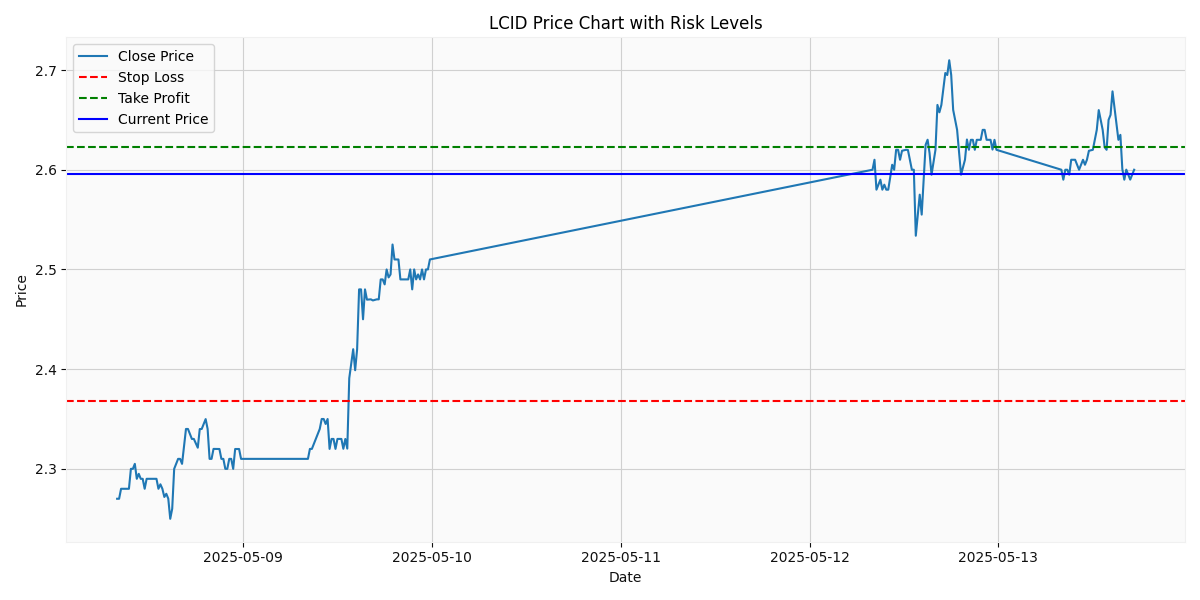 LCID Price Chart with Risk Levels
Close Price
Stop Loss
Take Profit
Current Price
2.7
2.6
2.5
2.4
2.3
Price
2025-05-09 2025-05-10 2025-05-11 2025-05-12 2025-05-13
Date